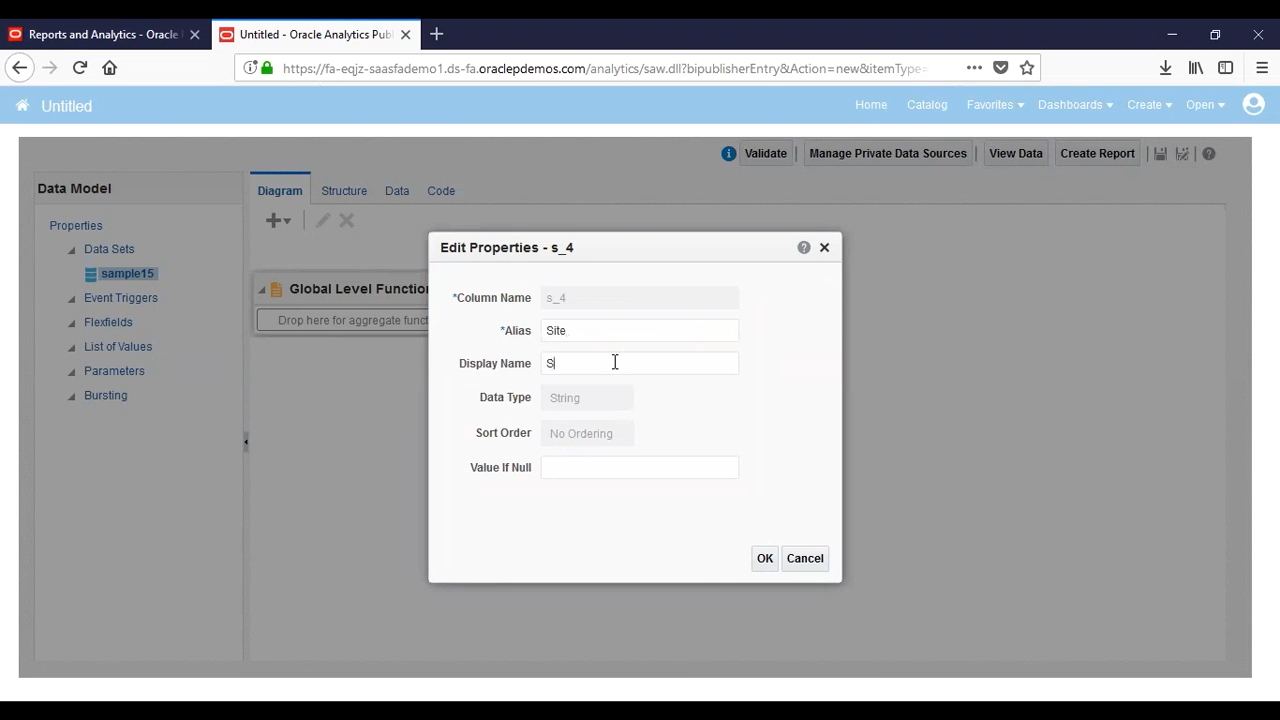 Reports and Analytics - Oracle
Untitled - Oracle Analytics Publ
https://fa-eqjz-saasfademo1.ds-fa.oraclepdemos.com/analytics/saw.dll?bipublisherEntry&Action=new&itemType=
Untitled
Home
Catalog
Favorites
Dashboards
Create
Open
Validate
Manage Private Data Sources
View Data
Create Report
Data Model
Diagram
Structure
Data
Code
Properties
Data Sets
sample15
Event Triggers
Flexfields
List of Values
Parameters
Bursting
Global Level Function
Drop here for aggregate funct
Edit Properties - s_4
*Column Name s_4
*Alias Site
Display Name S
Data Type String
Sort Order No Ordering
Value If Null
OK
Cancel